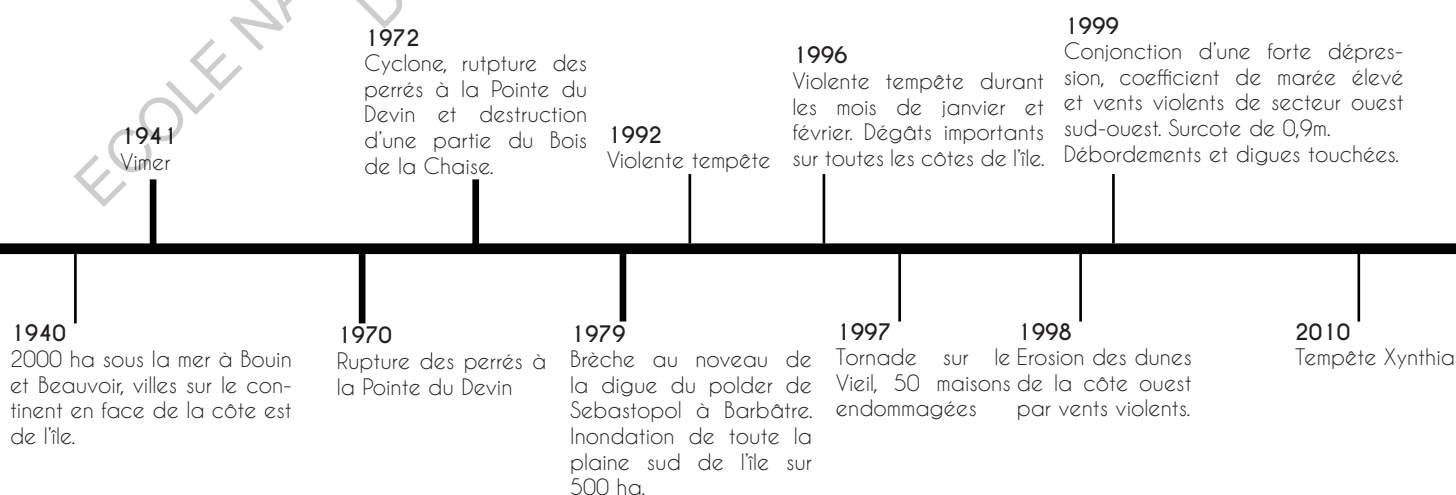 ECOLE NA
1972
Cyclone, rutpture des
perrés à la Pointe du
Devin et destruction
d'une partie du Bois
de la Chaise.
1999
Conjonction d'une forte dépres-
sion, coefficient de marée élevé
et vents violents de secteur ouest
sud-ouest. Surcote de 0,9m.
Débordements et digues touchées.
1996
Violente tempête durant
les mois de janvier et
février. Dégâts importants
sur toutes les côtes de l'île.
1941
Vimer
1992
Violente tempête
1940
2000 ha sous la mer à Bouin
et Beauvoir, villes sur le con-
tinent en face de la côte est
de l'île.
1970
Rupture des perrés à
la Pointe du Devin
1979
Brèche au noveau de
la digue du polder de
Sebastopol à Barbâtre.
Inondation de toute la
plaine sud de l'île sur
500 ha.
1997
Tornade sur le
Vieil, 50 maisons
endommagées
1998
Erosion des dunes
de la côte ouest
par vents violents.
2010
Tempête Xynthia